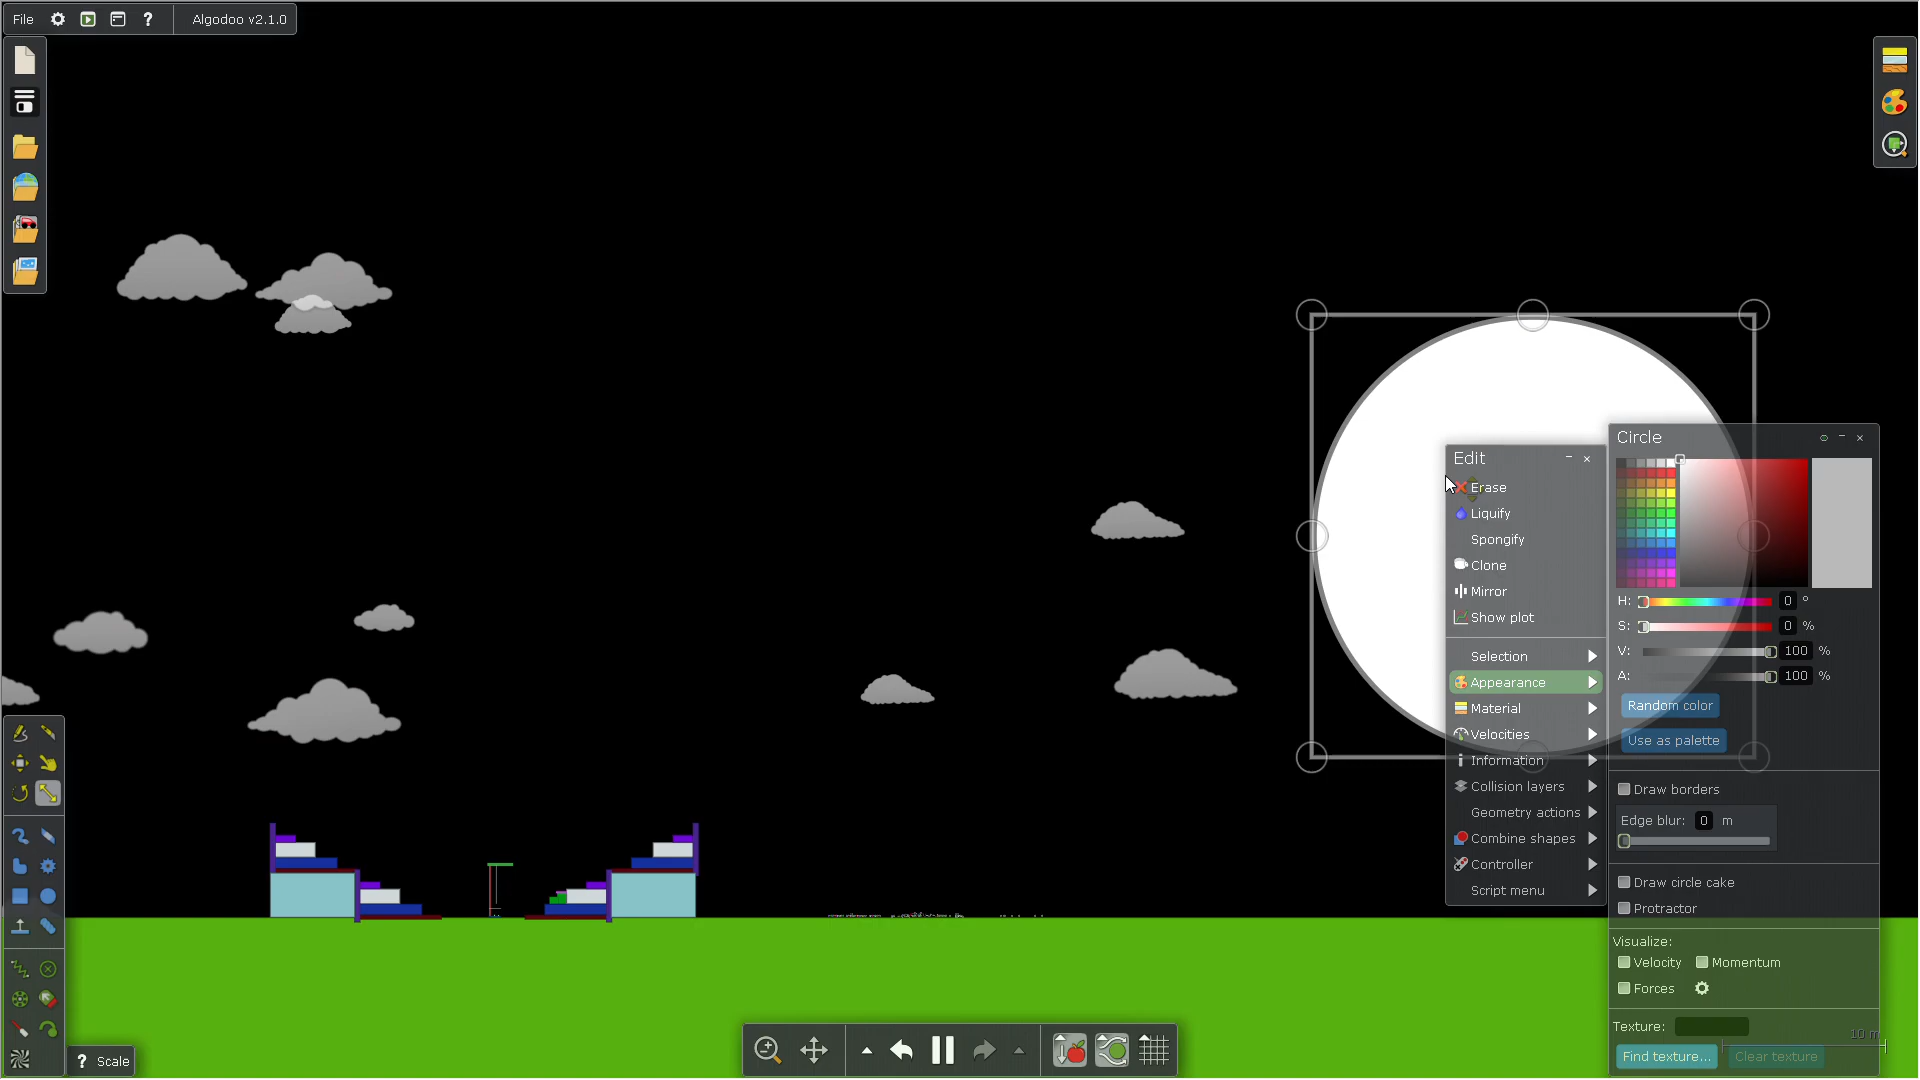 File
?
Algodoo v2.1.0
Edit
Erase
Liquify
Spongify
Clone
Mirror
Show plot
Selection
Appearance
Material
Velocities
Information
Collision layers
Geometry actions
Combine shapes
Controller
Script menu
Circle
H: 0 °
S: 0 %
V: 100 %
A: 100 %
Random color
Use as palette
Draw borders
Edge blur: 0 m
Draw circle cake
Protractor
Visualize:
Velocity Momentum
Forces
Texture:
10 m
Find texture... Clear texture
? Scale